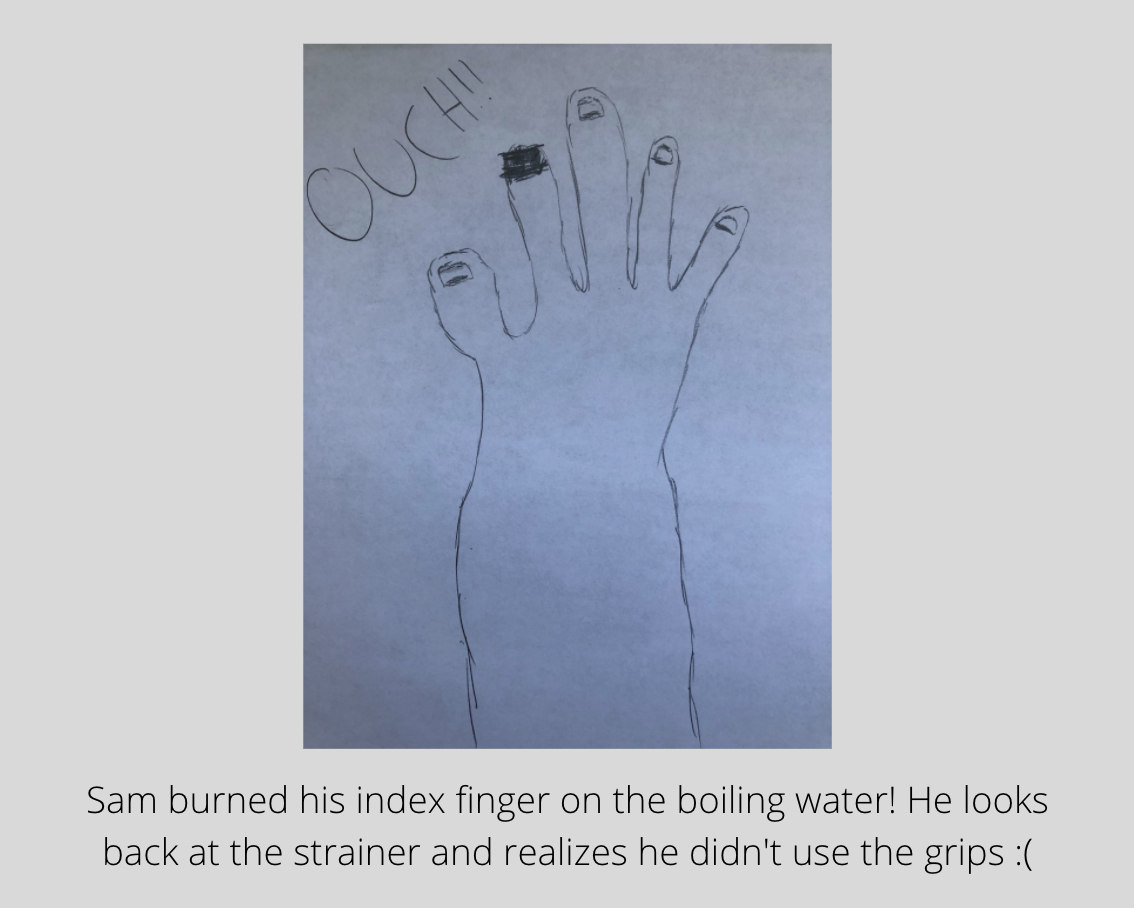 OUCH!!
Sam burned his index finger on the boiling water! He looks
back at the strainer and realizes he didn't use the grips :(